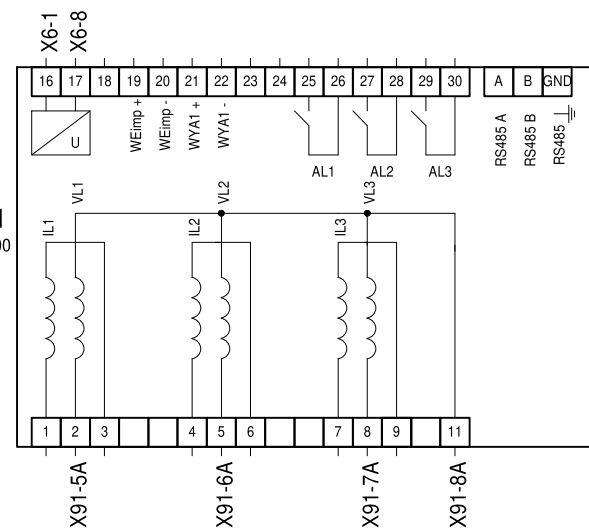 X6-1 X6-8
16 17 18 19 20 21 22 23 24 25 26 27 28 29 30 A B GND
U
WEimp +
WEimp -
WYA1 +
WYA1 -
RS485 A
RS485 B
RS485
AL1 AL2 AL3
VL1 VL2 VL3
IL1 IL2 IL3
1 2 3 4 5 6 7 8 9 11
X91-5A X91-6A X91-7A X91-8A